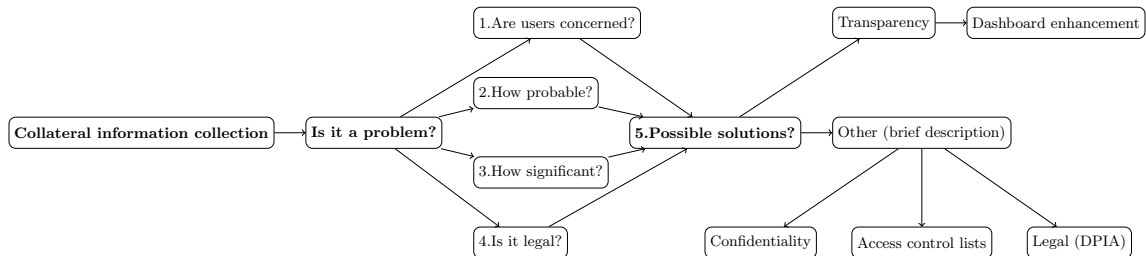 1.Are users concerned?
Transparency
Dashboard enhancement
2.How probable?
Collateral information collection
Is it a problem?
5.Possible solutions?
Other (brief description)
3.How significant?
4.Is it legal?
Confidentiality
Access control lists
Legal (DPIA)